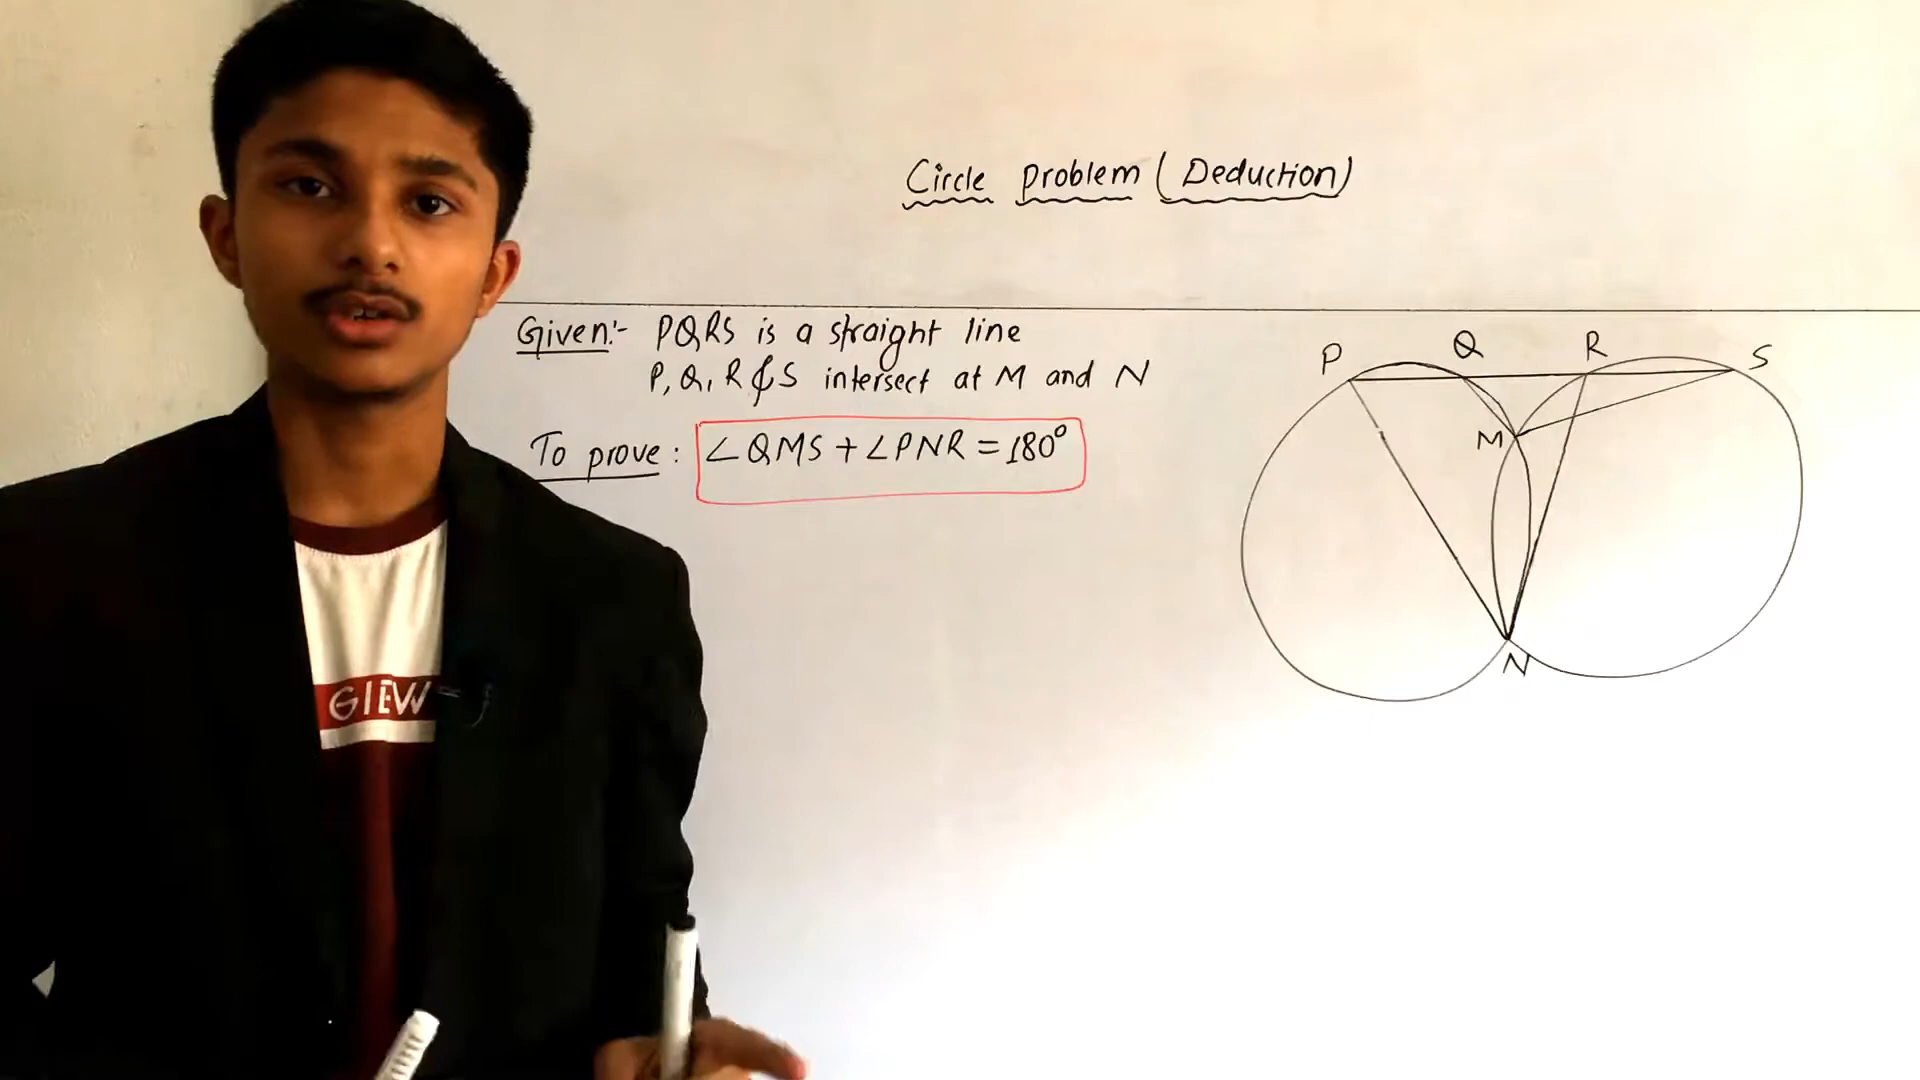 Circle Problem (Deduction)
Given:- PQRS is a straight line
P, Q, R & S intersect at M and N
To prove: ∠QMS + ∠PNR = 180°
P Q R S
M
N
GIEW